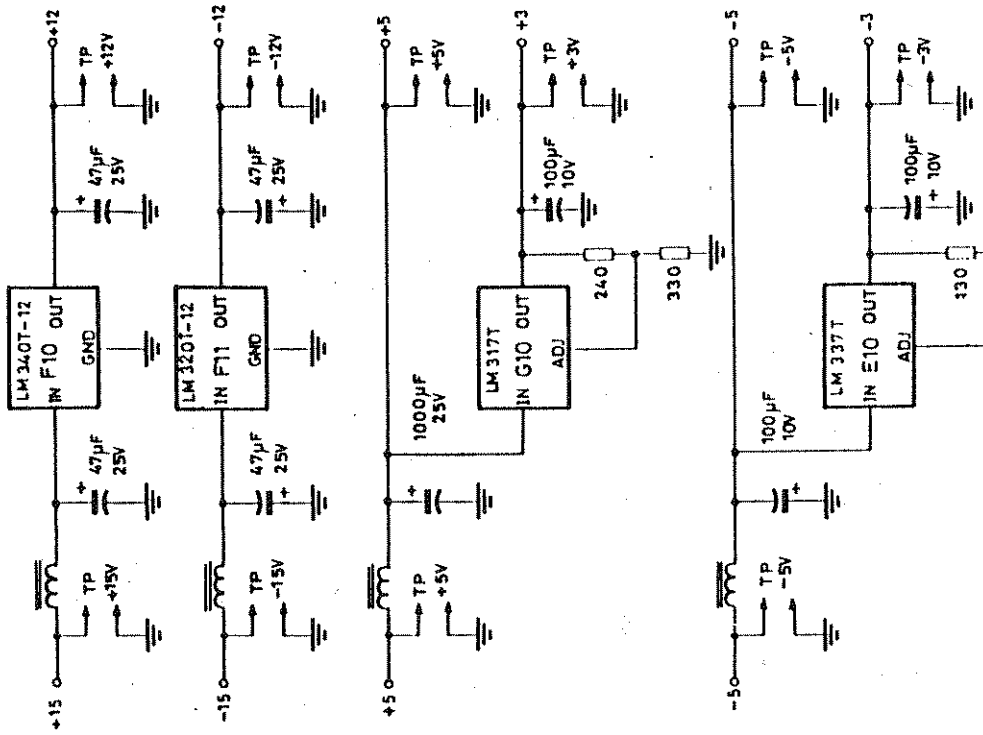 +15
TP
+15V
+
47µF
25V
LM340T-12
IN F10 OUT
GND
+
47µF
25V
TP
+12V
+12
-15
TP
-15V
47µF
25V
+
LM320T-12
IN F11 OUT
GND
47µF
25V
+
TP
-12V
-12
+5
TP
+5V
+
1000µF
25V
TP
+5V
+5
LM317T
IN G10 OUT
ADJ
240
330
+
100µF
10V
TP
+3V
+3
-5
TP
-5V
100µF
10V
+
TP
-5V
-5
LM337T
IN E10 OUT
ADJ
130
100µF
+ 10V
TP
-3V
-3